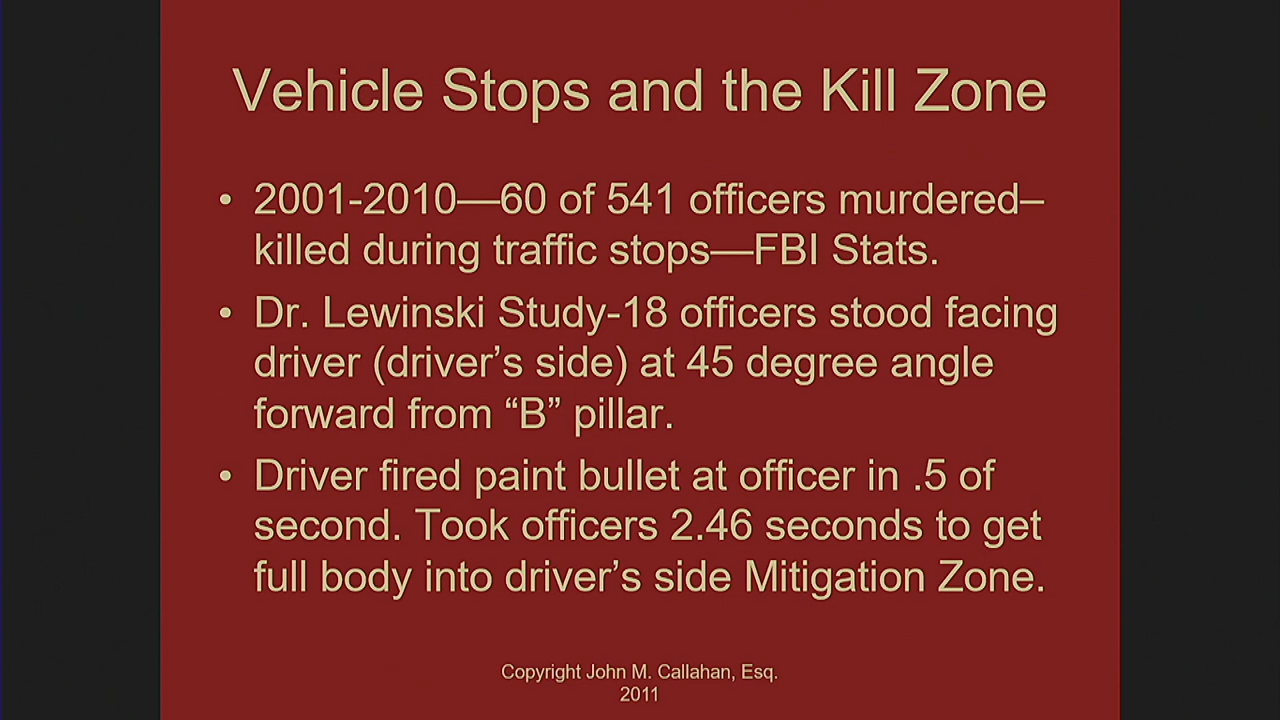 Vehicle Stops and the Kill Zone
• 2001-2010—60 of 541 officers murdered–
killed during traffic stops—FBI Stats.
• Dr. Lewinski Study-18 officers stood facing
driver (driver’s side) at 45 degree angle
forward from “B” pillar.
• Driver fired paint bullet at officer in .5 of
second. Took officers 2.46 seconds to get
full body into driver’s side Mitigation Zone.
Copyright John M. Callahan, Esq.
2011